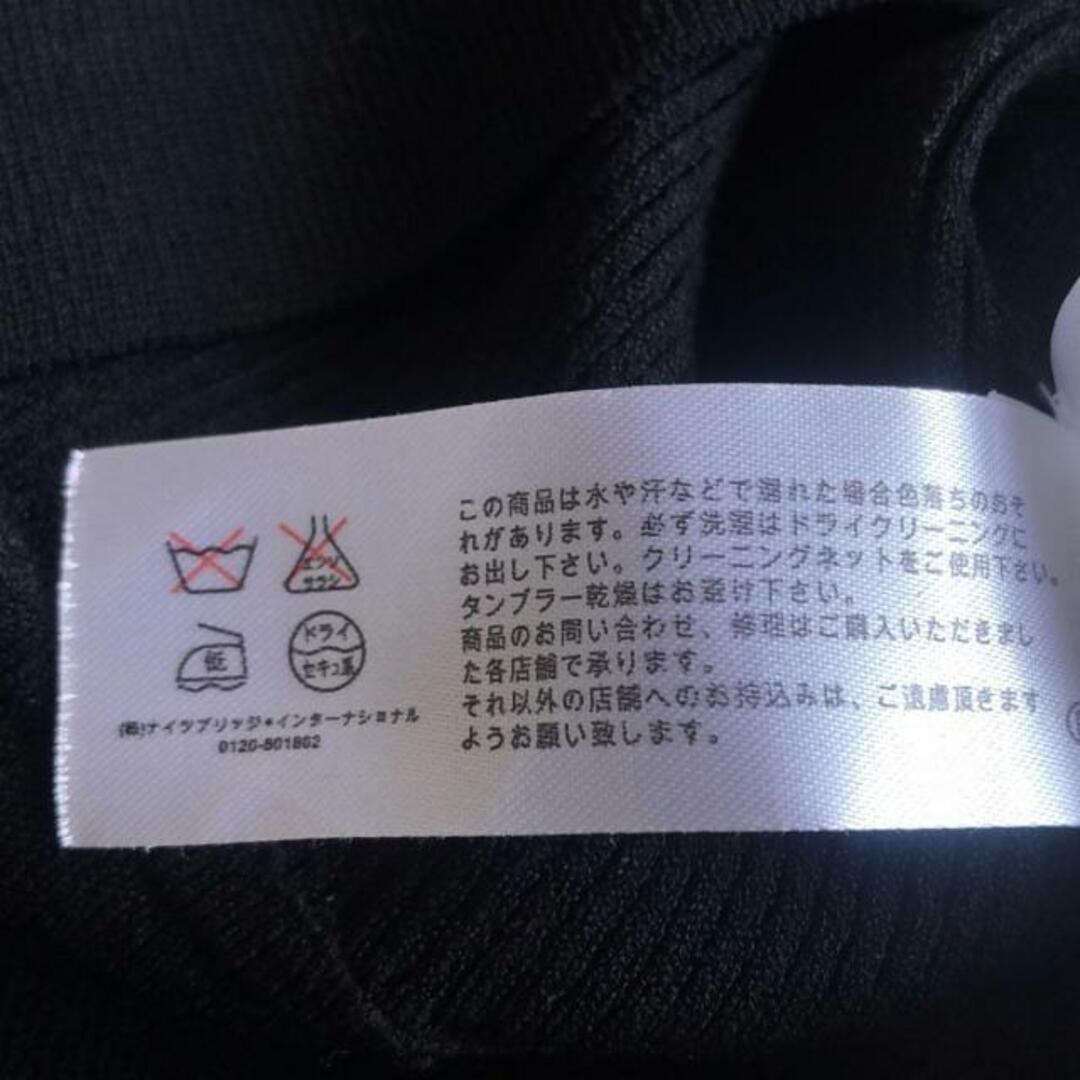 エンソ
サラシ
低
ドライ
セキユ系
(株)ナイツブリッジ•インターナショナル
0120-501802
この商品は水や汗などで濡れた場合色落ちのおそ
れがあります。必ず洗濯はドライクリーニングに
お出し下さい。クリーニングネットをご使用下さい。
タンブラー乾燥はお避け下さい。
商品のお問い合わせ、修理はご購入いただきまし
た各店舗で承ります。
それ以外の店舗へのお持込みは、ご遠慮頂きます
ようお願い致します。